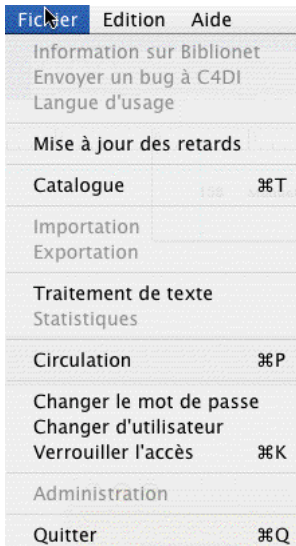 Fichier Edition Aide
Information sur Biblionet
Envoyer un bug à C4DI
Langue d'usage
Mise à jour des retards
Catalogue ⌘T
Importation
Exportation
Traitement de texte
Statistiques
Circulation ⌘P
Changer le mot de passe
Changer d'utilisateur
Verrouiller l'accès ⌘K
Administration
Quitter ⌘Q